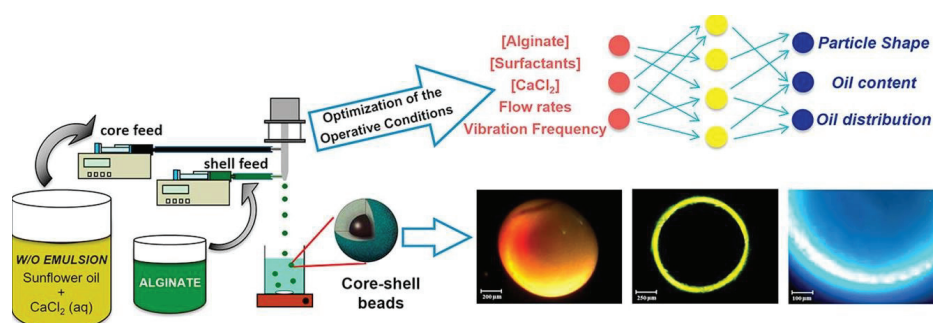 core feed
shell feed
W/O EMULSION
Sunflower oil
+
CaCl₂ (aq)
ALGINATE
Core-shell
beads
Optimization of the
Operative Conditions
[Alginate]
[Surfactants]
[CaCl₂]
Flow rates
Vibration Frequency
Particle Shape
Oil content
Oil distribution
200 µm
250 µm
100 µm